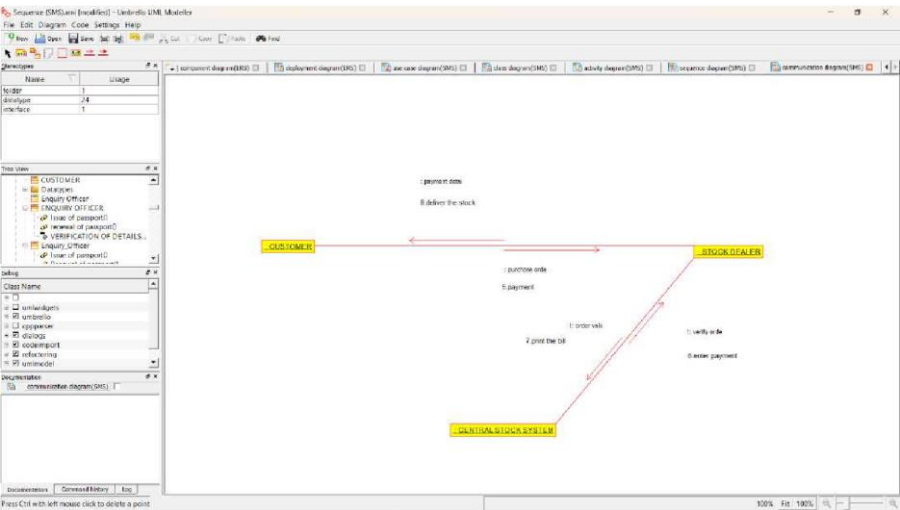 Sequence (SMS).xmi [modified] - Umbrello UML Modeller
File Edit Diagram Code Settings Help
New Open Save Cut Copy Paste Find
Stereotypes
Name Usage
folder 1
datatype 24
interface 1
component diagram(LRS) deployment diagram(LRS) use case diagram(SMS) class diagram(SMS) activity diagram(SMS) sequence diagram(SMS) communication diagram(SMS)
Tree View
CUSTOMER
Datatypes
Enquiry Officer
ENQUIRY OFFICER
Issue of passport()
renewal of passport()
VERIFICATION OF DETAILS...
Enquiry_Officer
Issue of passport()
Debug
Class Name
umlwidgets
umbrello
cppparser
dialogs
codeimport
refactoring
umlmodel
Documentation
communication diagram(SMS)
Documentation Command history Log
Press Ctrl with left mouse click to delete a point
100% Fit 100%
: payment detai
8 deliver the stock
: CUSTOMER
: STOCK DEALER
: purchase orde
5.payment
: order valic
7.print the bill
: verify orde
6.enter payment
: CENTRAL STOCK SYSTEM